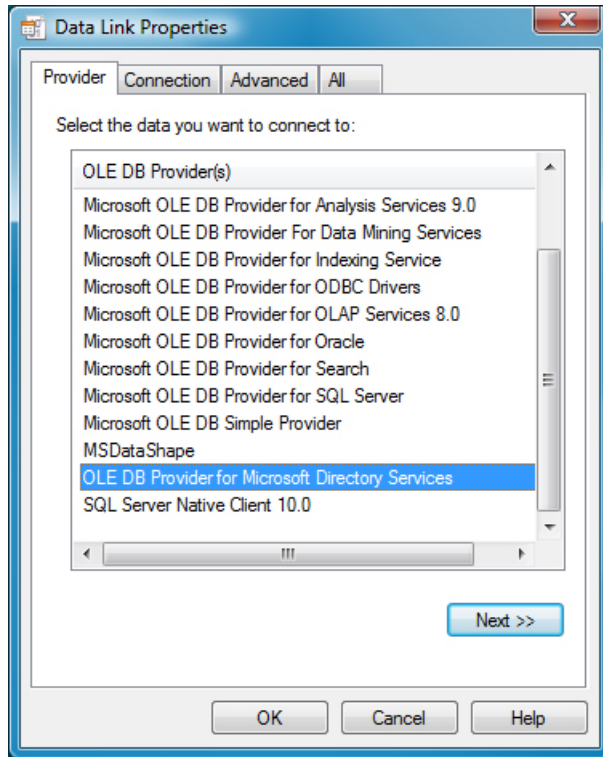 Data Link Properties
Provider
Connection
Advanced
All
Select the data you want to connect to:
OLE DB Provider(s)
Microsoft OLE DB Provider for Analysis Services 9.0
Microsoft OLE DB Provider For Data Mining Services
Microsoft OLE DB Provider for Indexing Service
Microsoft OLE DB Provider for ODBC Drivers
Microsoft OLE DB Provider for OLAP Services 8.0
Microsoft OLE DB Provider for Oracle
Microsoft OLE DB Provider for Search
Microsoft OLE DB Provider for SQL Server
Microsoft OLE DB Simple Provider
MSDataShape
OLE DB Provider for Microsoft Directory Services
SQL Server Native Client 10.0
Next >>
OK
Cancel
Help